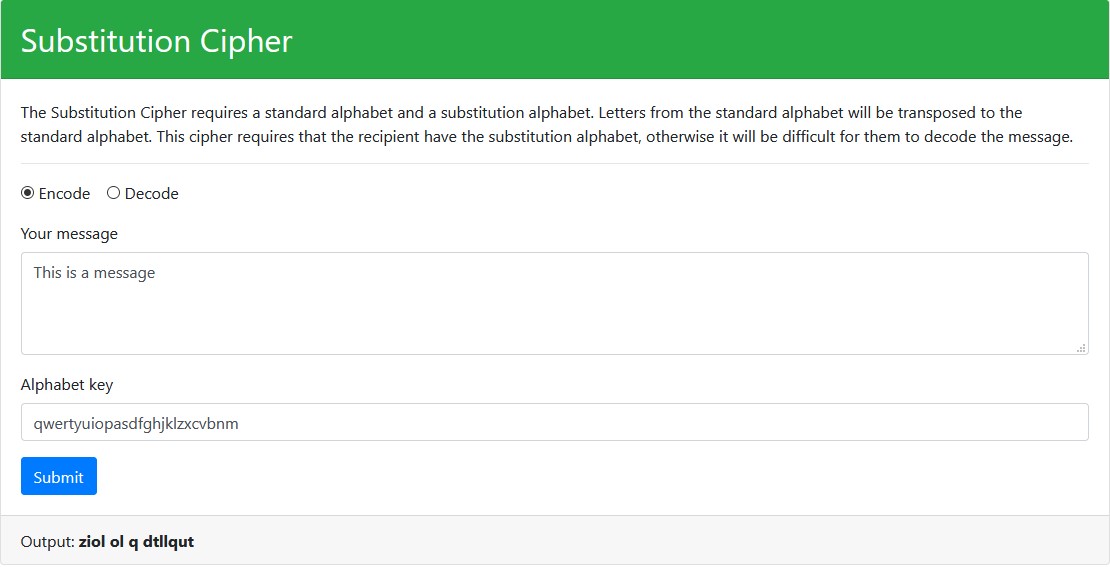 Substitution Cipher
The Substitution Cipher requires a standard alphabet and a substitution alphabet. Letters from the standard alphabet will be transposed to the
standard alphabet. This cipher requires that the recipient have the substitution alphabet, otherwise it will be difficult for them to decode the message.
Encode Decode
Your message
This is a message
Alphabet key
qwertyuiopasdfghjklzxcvbnm
Submit
Output: ziol ol q dtllqut